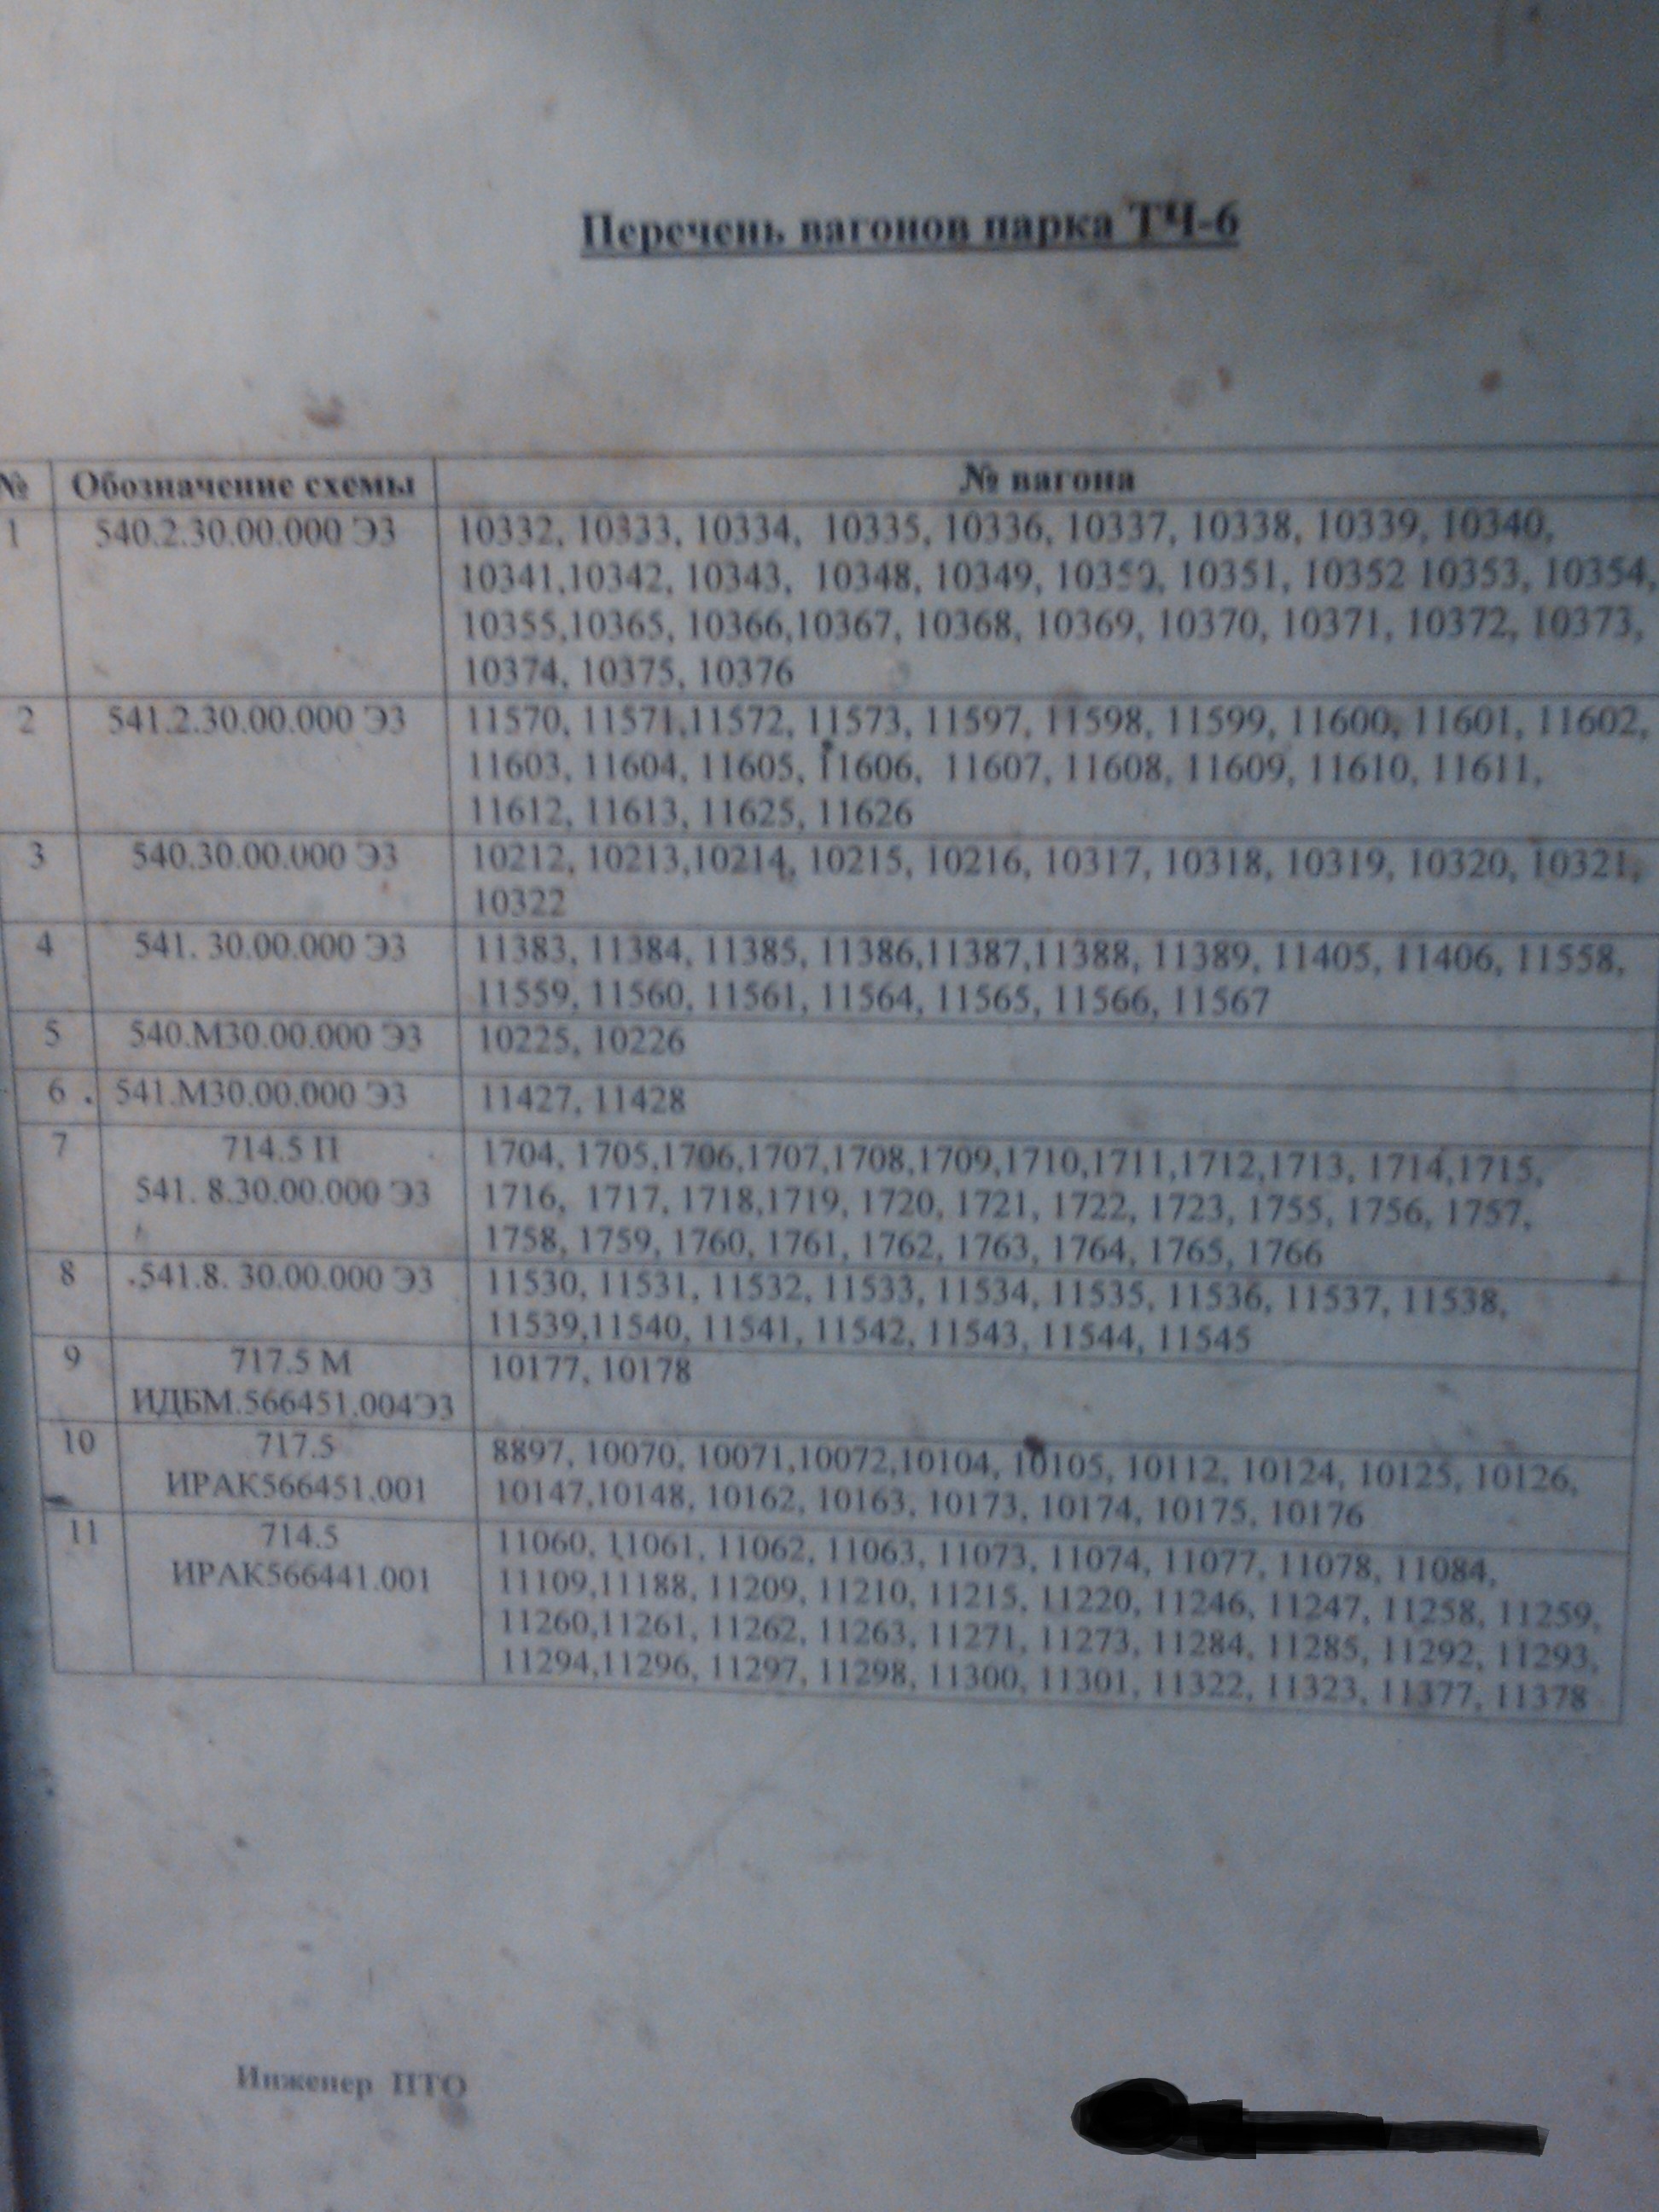 Перечень вагонов парка ТЧ-6
№ Обозначение схемы № вагона
1 540.2.30.00.000 Э3 10332, 10333, 10334, 10335, 10336, 10337, 10338, 10339, 10340,
10341,10342, 10343, 10348, 10349, 10350, 10351, 10352 10353, 10354,
10355,10365, 10366,10367, 10368, 10369, 10370, 10371, 10372, 10373,
10374, 10375, 10376
2 541.2.30.00.000 Э3 11570, 11571,11572, 11573, 11597, 11598, 11599, 11600, 11601, 11602,
11603, 11604, 11605, 11606, 11607, 11608, 11609, 11610, 11611,
11612, 11613, 11625, 11626
3 540.30.00.000 Э3 10212, 10213,10214, 10215, 10216, 10317, 10318, 10319, 10320, 10321,
10322
4 541. 30.00.000 Э3 11383, 11384, 11385, 11386,11387,11388, 11389, 11405, 11406, 11558,
11559, 11560, 11561, 11564, 11565, 11566, 11567
5 540.М30.00.000 Э3 10225, 10226
6 541.М30.00.000 Э3 11427, 11428
7 714.5 П 1704, 1705,1706,1707,1708,1709,1710,1711,1712,1713, 1714,1715,
541. 8.30.00.000 Э3 1716, 1717, 1718,1719, 1720, 1721, 1722, 1723, 1755, 1756, 1757,
1758, 1759, 1760, 1761, 1762, 1763, 1764, 1765, 1766
8 .541.8. 30.00.000 Э3 11530, 11531, 11532, 11533, 11534, 11535, 11536, 11537, 11538,
11539,11540, 11541, 11542, 11543, 11544, 11545
9 717.5 М 10177, 10178
ИДБМ.566451.004Э3
10 717.5 8897, 10070, 10071,10072,10104, 10105, 10112, 10124, 10125, 10126,
ИРАК566451.001 10147,10148, 10162, 10163, 10173, 10174, 10175, 10176
11 714.5 11060, 11061, 11062, 11063, 11073, 11074, 11077, 11078, 11084,
ИРАК566441.001 11109,11188, 11209, 11210, 11215, 11220, 11246, 11247, 11258, 11259,
11260,11261, 11262, 11263, 11271, 11273, 11284, 11285, 11292, 11293,
11294,11296, 11297, 11298, 11300, 11301, 11322, 11323, 11377, 11378
Инженер ПТО